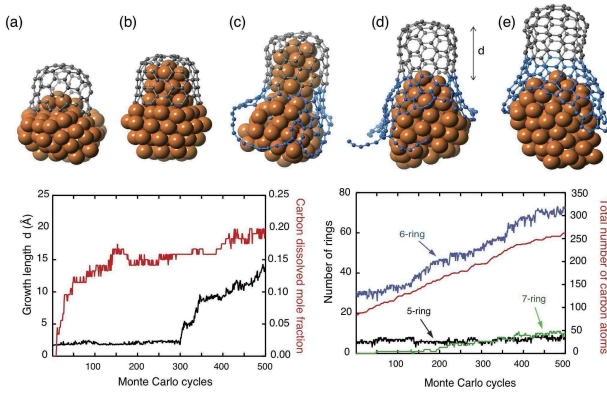 (a)
(b)
(c)
(d)
(e)
d
25
20
15
10
5
0
Growth length d (Å)
0.25
0.20
0.15
0.10
0.05
0.00
Carbon dissolved mole fraction
100
200
300
400
500
Monte Carlo cycles
80
60
40
20
0
Number of rings
6-ring
5-ring
7-ring
350
300
250
200
150
100
50
0
Total number of carbon atoms
100
200
300
400
500
Monte Carlo cycles